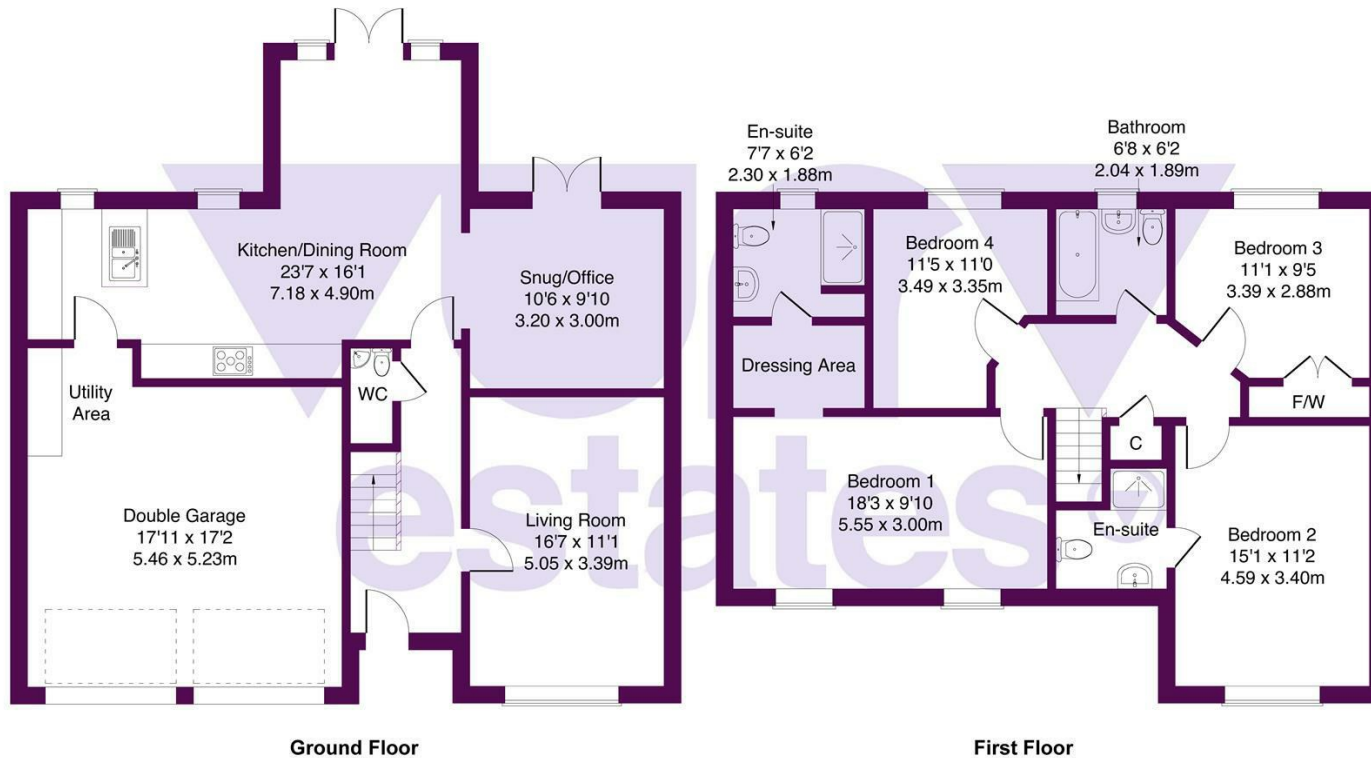 Kitchen/Dining Room
23'7 x 16'1
7.18 x 4.90m
Snug/Office
10'6 x 9'10
3.20 x 3.00m
Utility
Area
WC
Double Garage
17'11 x 17'2
5.46 x 5.23m
Living Room
16'7 x 11'1
5.05 x 3.39m
Ground Floor
En-suite
7'7 x 6'2
2.30 x 1.88m
Bathroom
6'8 x 6'2
2.04 x 1.89m
Bedroom 4
11'5 x 11'0
3.49 x 3.35m
Bedroom 3
11'1 x 9'5
3.39 x 2.88m
Dressing Area
F/W
C
Bedroom 1
18'3 x 9'10
5.55 x 3.00m
En-suite
Bedroom 2
15'1 x 11'2
4.59 x 3.40m
First Floor
estates